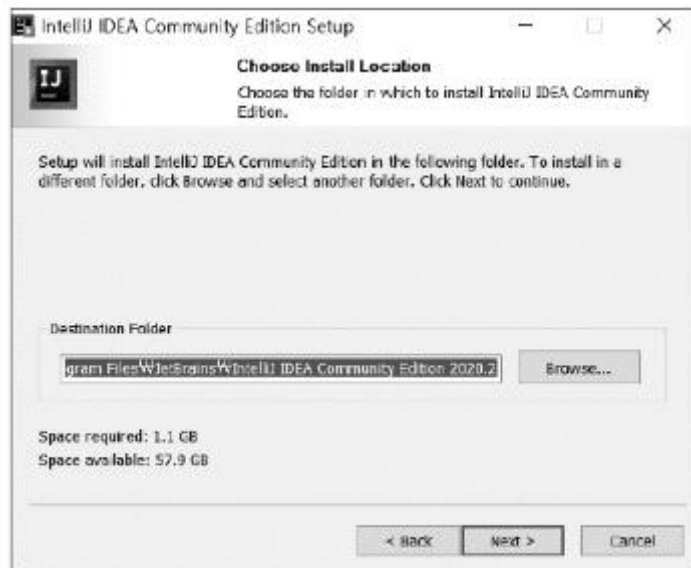 IntelliJ IDEA Community Edition Setup
IJ
Choose Install Location
Choose the folder in which to install IntelliJ IDEA Community
Edition.
Setup will install IntelliJ IDEA Community Edition in the following folder. To install in a
different folder, click Browse and select another folder. Click Next to continue.
Destination Folder
gram Files₩JetBrains₩IntelliJ IDEA Community Edition 2020.2
Browse...
Space required: 1.1 GB
Space available: 57.9 GB
< Back
Next >
Cancel